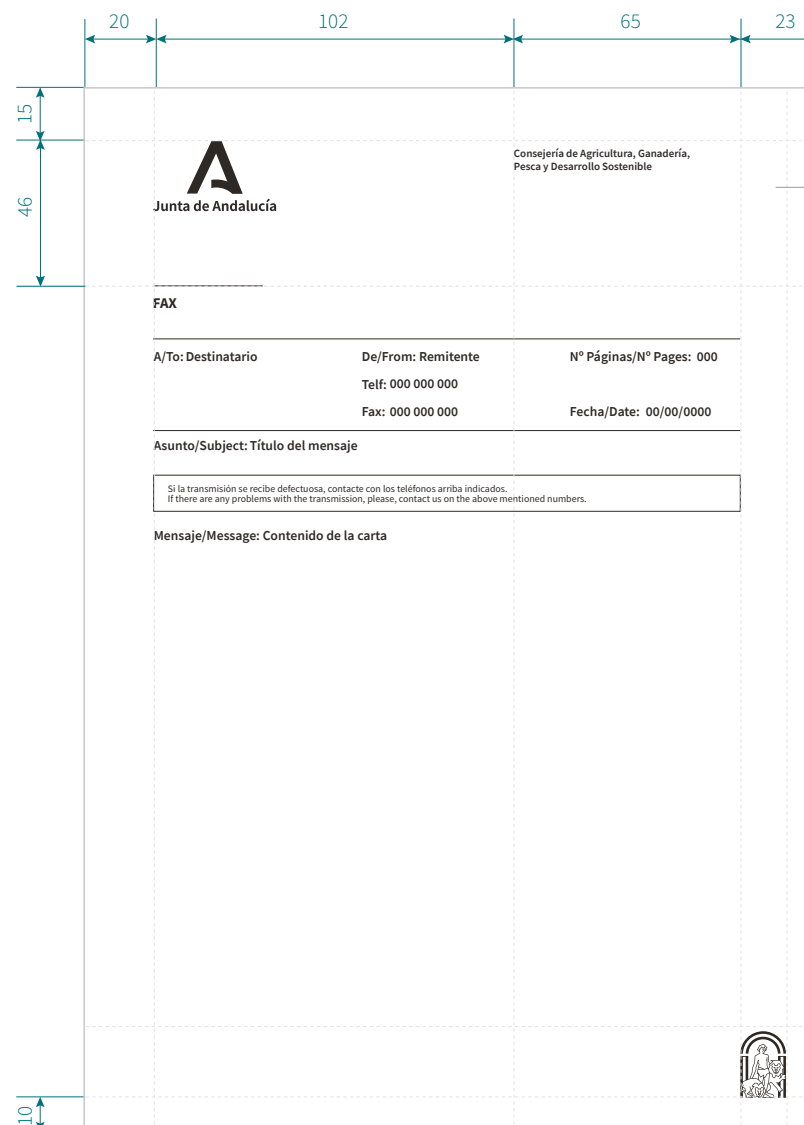 20
102
65
23
15
46
Consejería de Agricultura, Ganadería,
Pesca y Desarrollo Sostenible
Junta de Andalucía
FAX
A/To: Destinatario
De/From: Remitente
Nº Páginas/Nº Pages: 000
Telf: 000 000 000
Fax: 000 000 000
Fecha/Date: 00/00/0000
Asunto/Subject: Título del mensaje
Si la transmisión se recibe defectuosa, contacte con los teléfonos arriba indicados.
If there are any problems with the transmission, please, contact us on the above mentioned numbers.
Mensaje/Message: Contenido de la carta
10